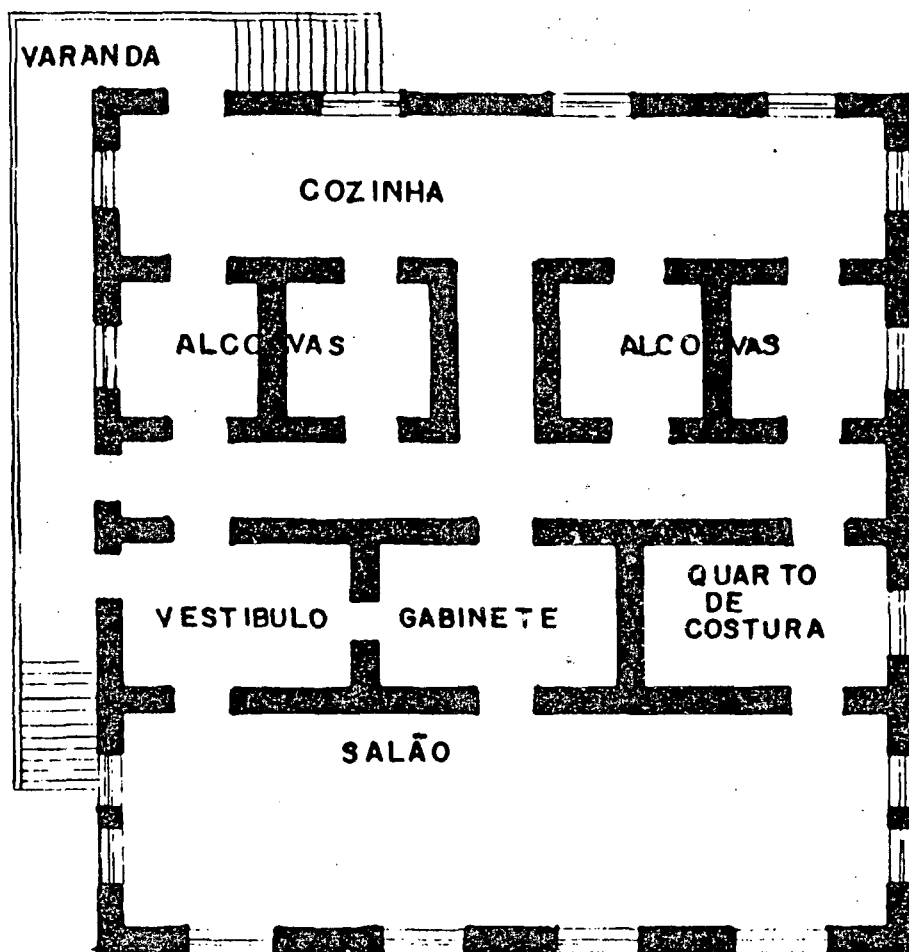 VARANDA
COZINHA
ALCOVAS
ALCOVAS
VESTIBULO
GABINETE
QUARTO
DE
COSTURA
SALÃO